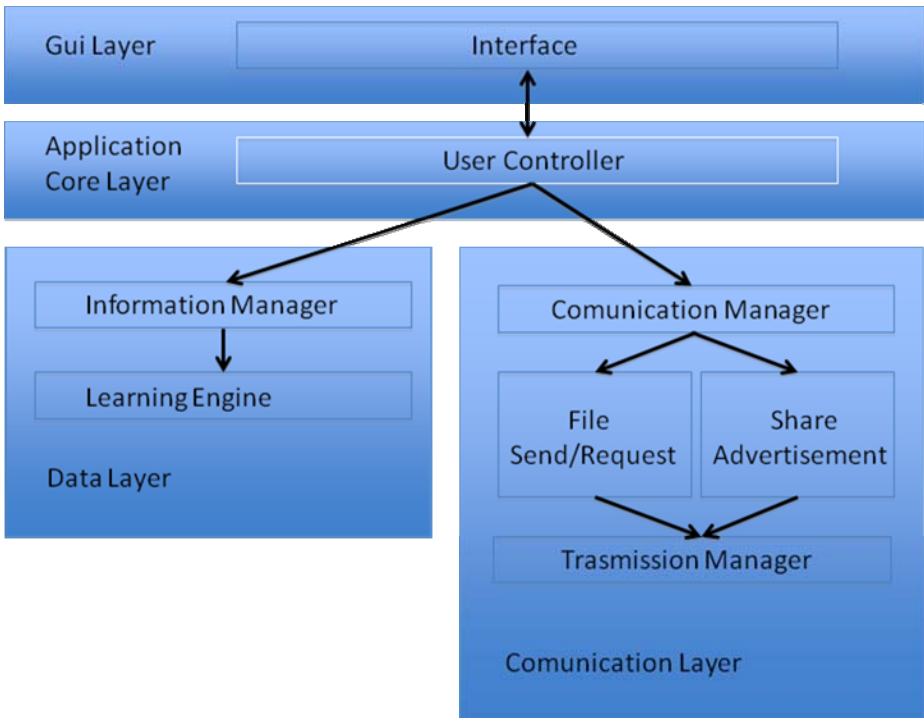 Gui Layer
Interface
Application
Core Layer
User Controller
Information Manager
Learning Engine
Data Layer
Comunication Manager
File
Send/Request
Share
Advertisement
Trasmission Manager
Comunication Layer